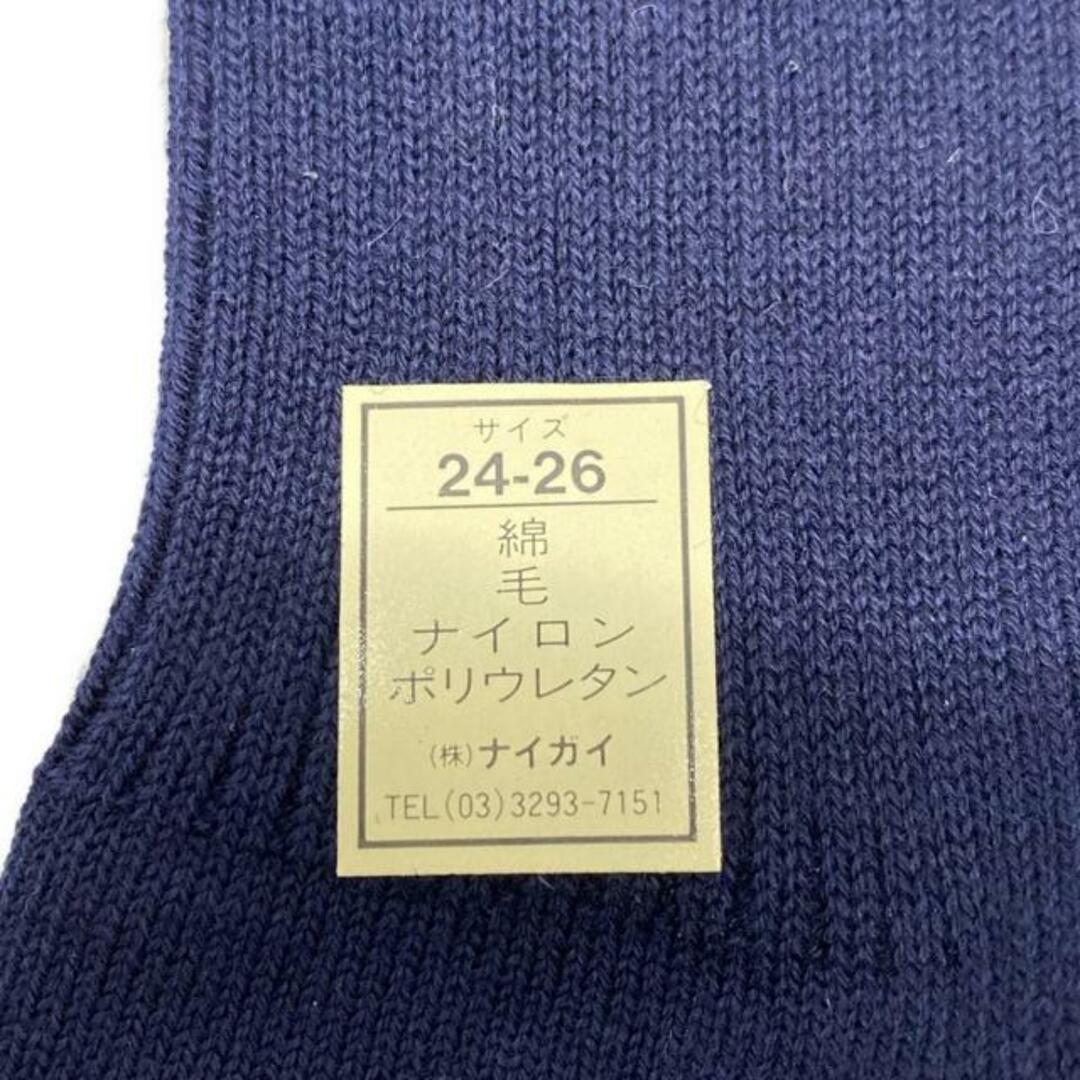 サイズ
24-26
綿
毛
ナイロン
ポリウレタン
(株)ナイガイ
TEL(03)3293-7151